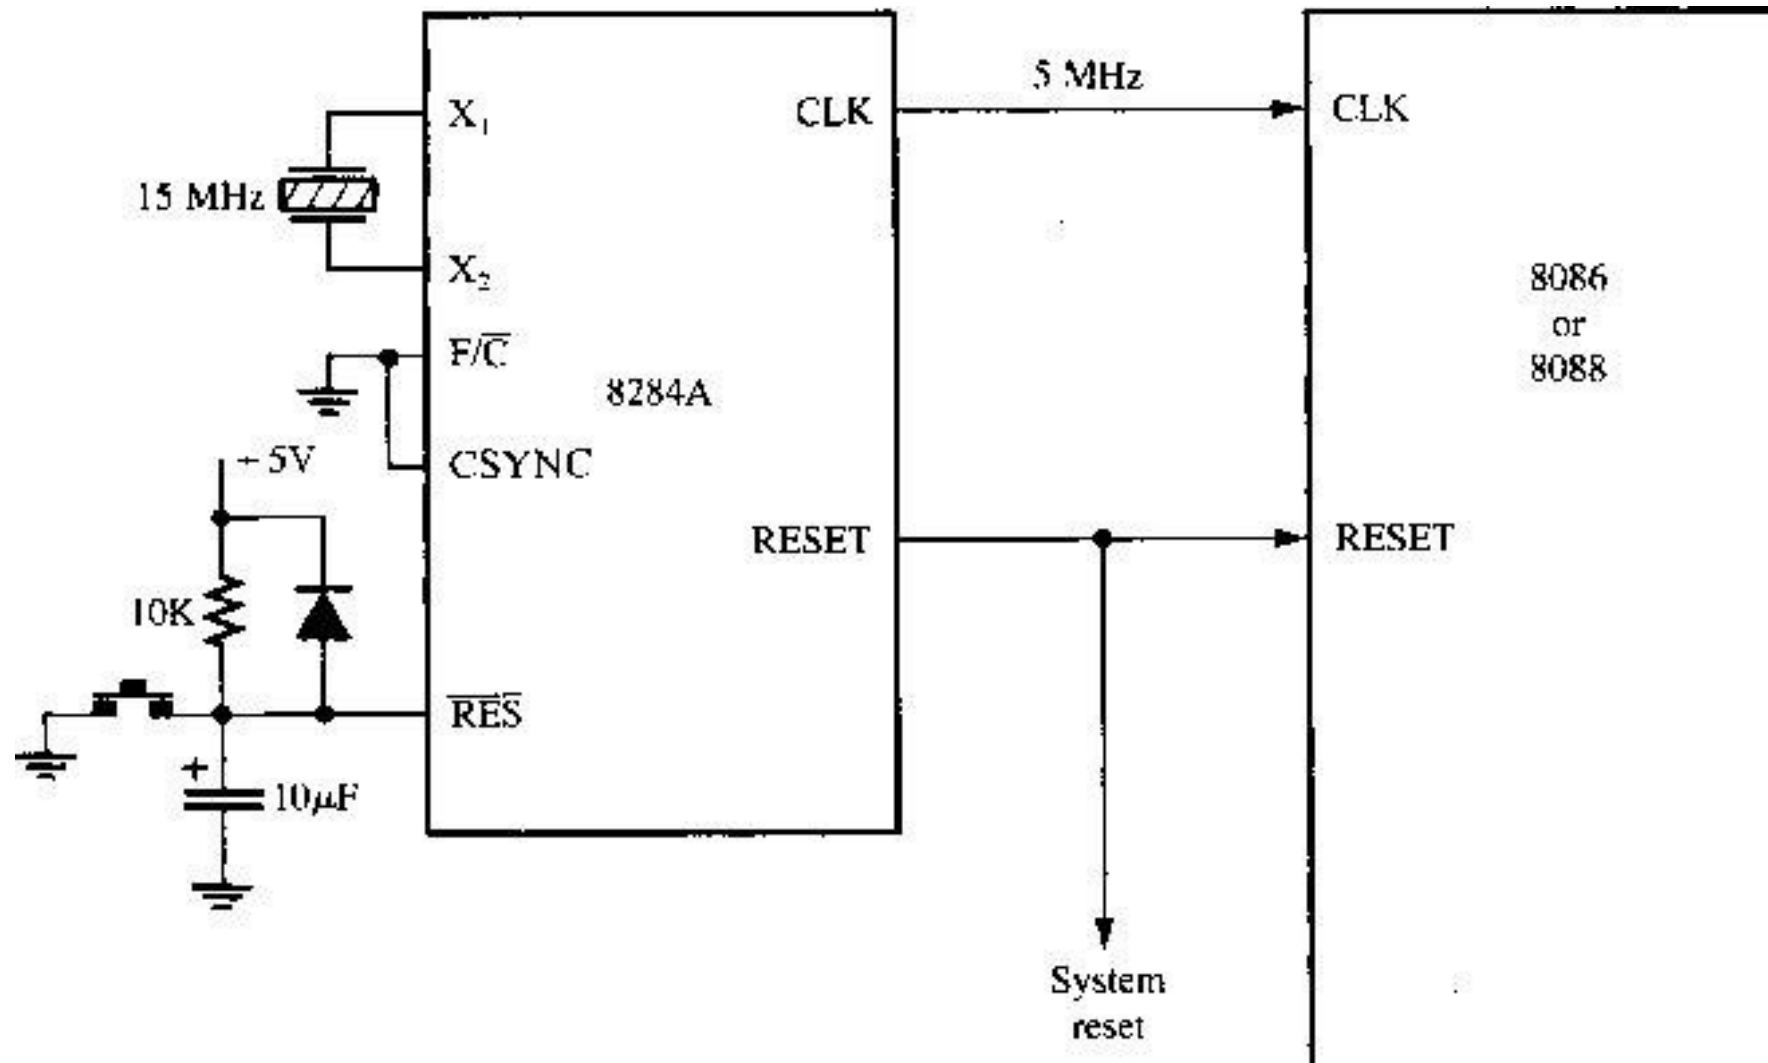 5 MHz
X₁
CLK
CLK
15 MHz
X₂
8086
or
8088
F/C̅
8284A
+5V
CSYNC
RESET
RESET
10K
R̅E̅S̅
+
10µF
System
reset